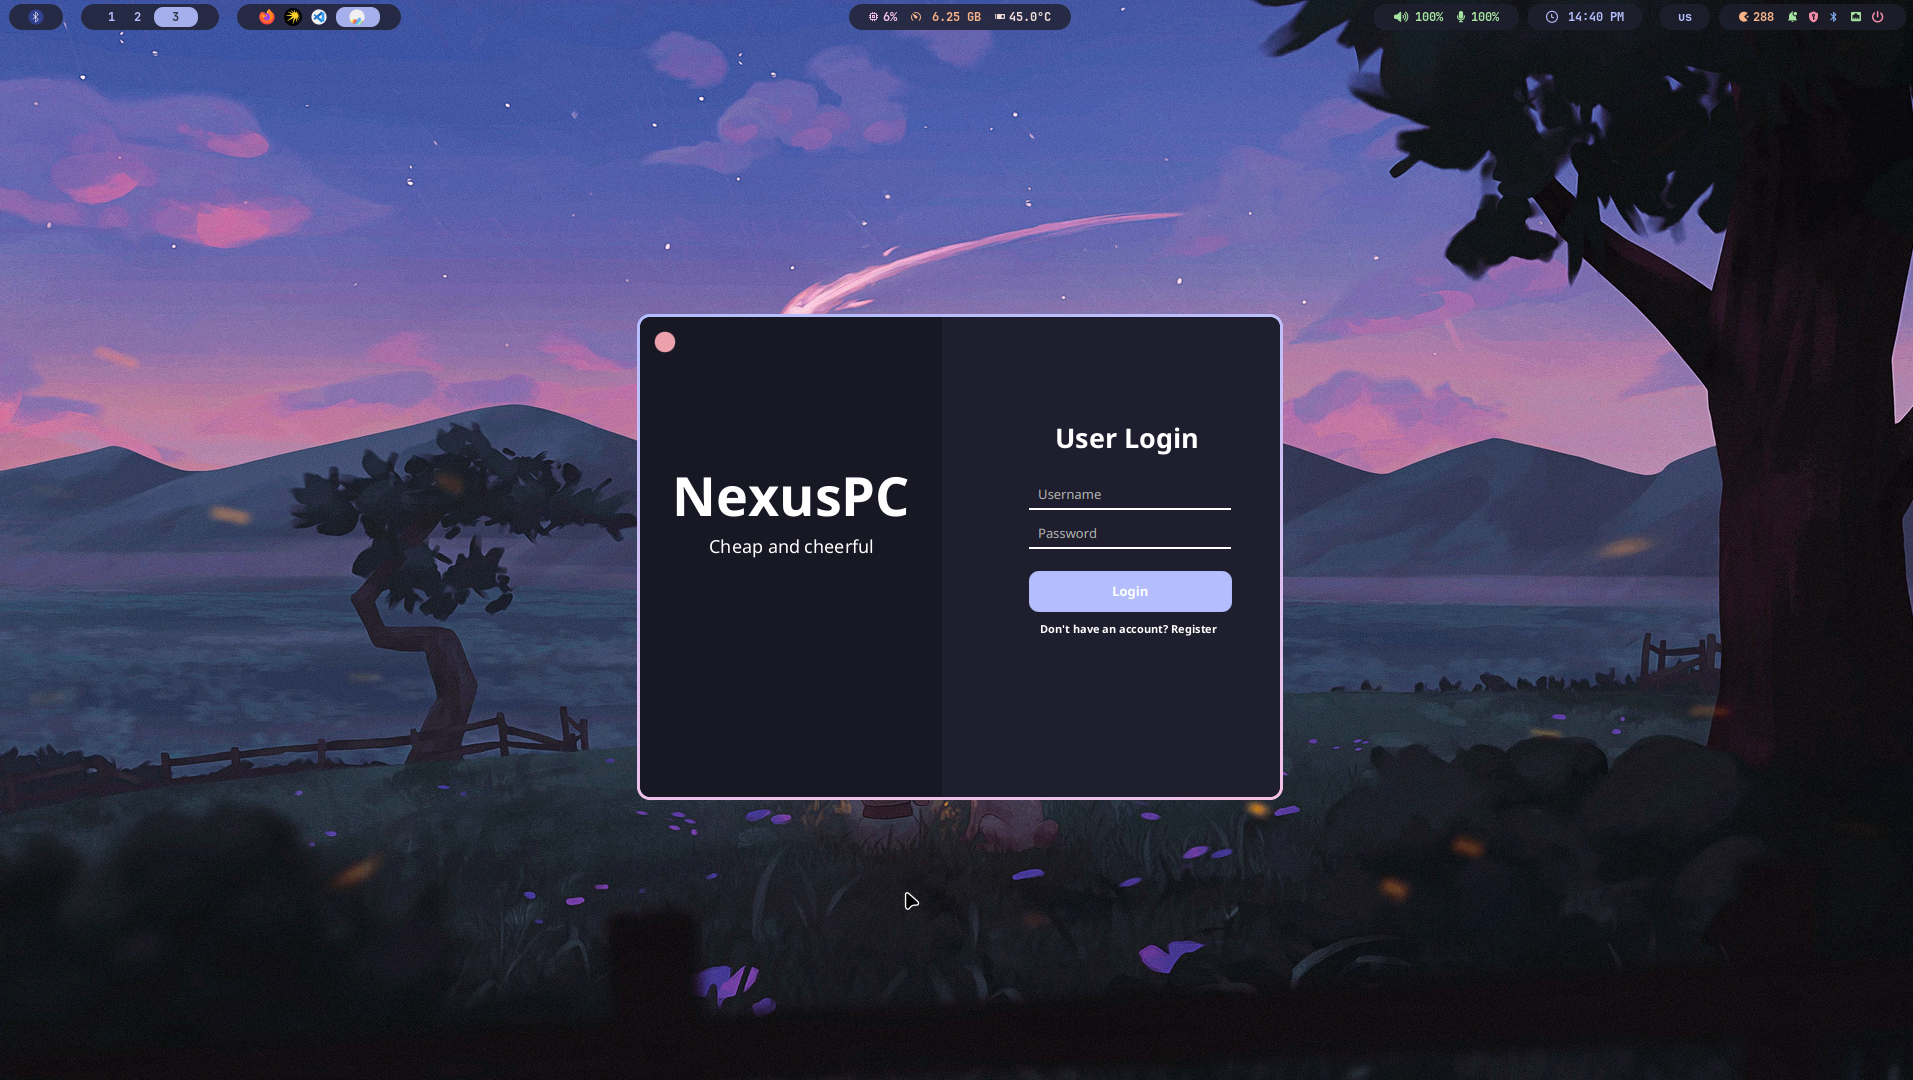 1 2 3
6% 6.25 GB 45.0°C
100% 100%
14:40 PM
us
288
NexusPC
Cheap and cheerful
User Login
Username
Password
Login
Don't have an account? Register